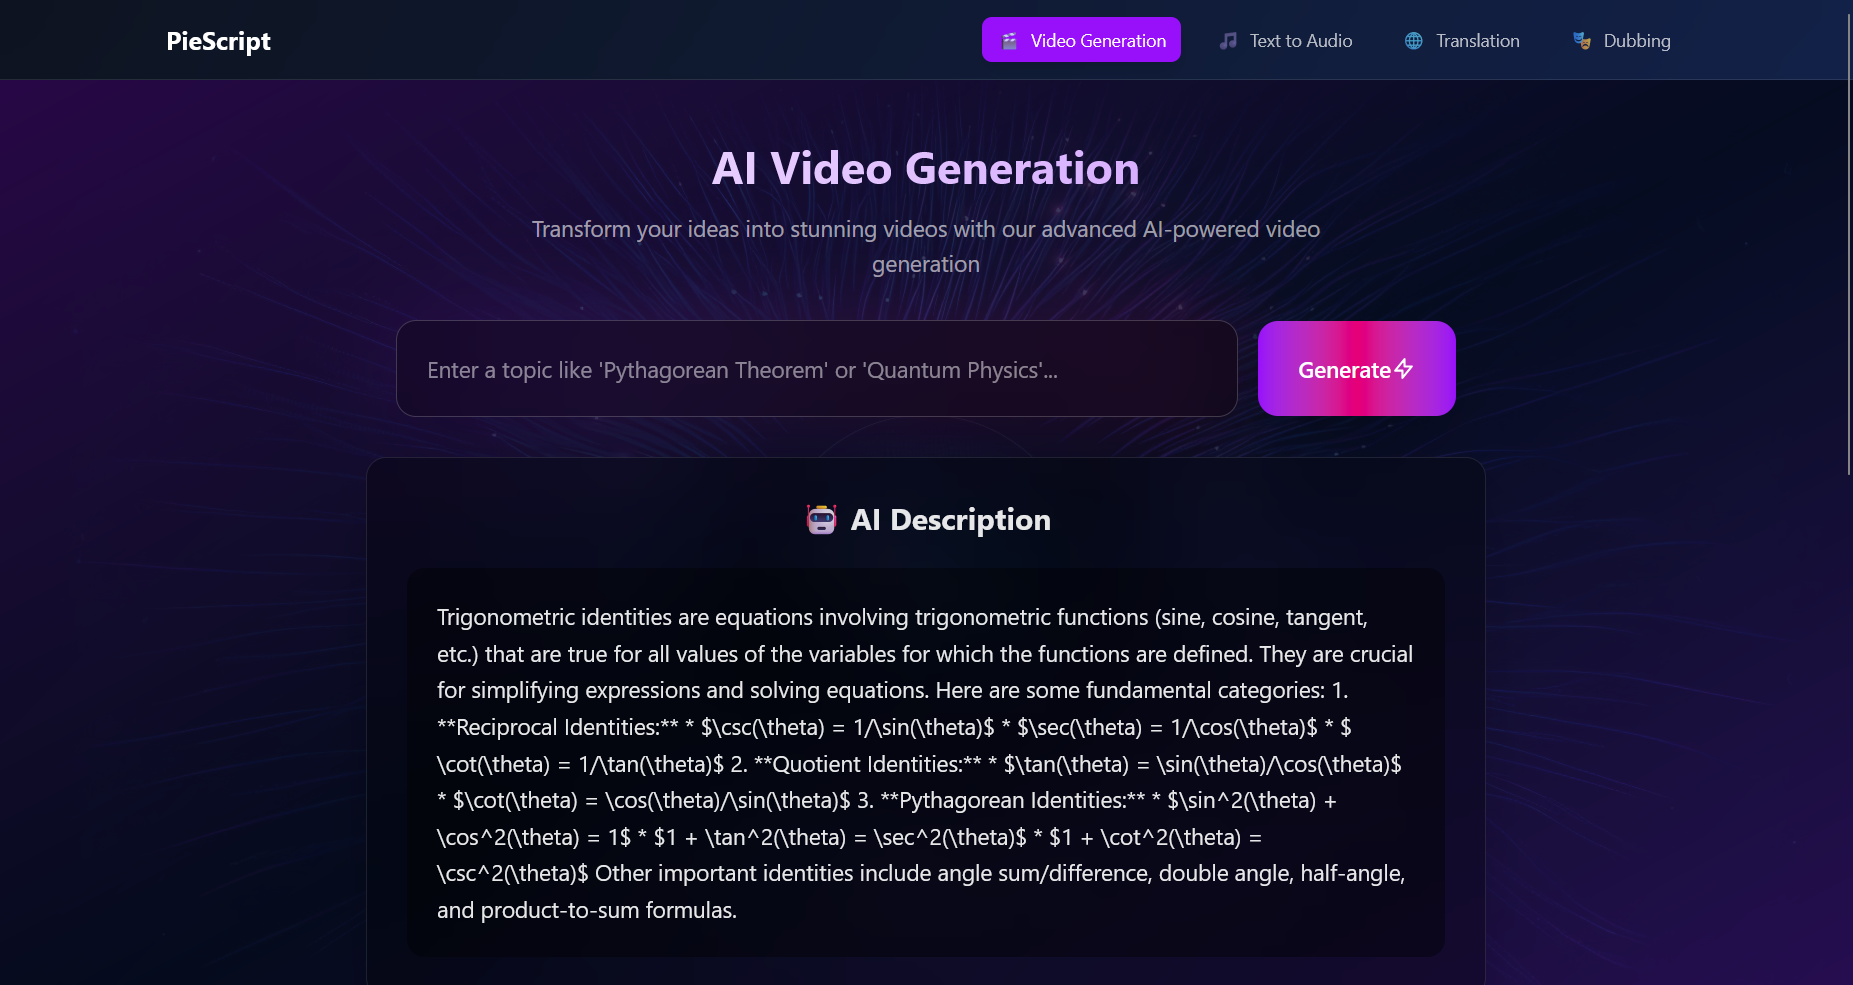 PieScript
Video Generation
Text to Audio
Translation
Dubbing
AI Video Generation
Transform your ideas into stunning videos with our advanced AI-powered video
generation
Enter a topic like 'Pythagorean Theorem' or 'Quantum Physics'...
Generate
AI Description
Trigonometric identities are equations involving trigonometric functions (sine, cosine, tangent,
etc.) that are true for all values of the variables for which the functions are defined. They are crucial
for simplifying expressions and solving equations. Here are some fundamental categories: 1.
**Reciprocal Identities:** * $\csc(\theta) = 1/\sin(\theta)$ * $\sec(\theta) = 1/\cos(\theta)$ * $
\cot(\theta) = 1/\tan(\theta)$ 2. **Quotient Identities:** * $\tan(\theta) = \sin(\theta)/\cos(\theta)$
* $\cot(\theta) = \cos(\theta)/\sin(\theta)$ 3. **Pythagorean Identities:** * $\sin^2(\theta) +
\cos^2(\theta) = 1$ * $1 + \tan^2(\theta) = \sec^2(\theta)$ * $1 + \cot^2(\theta) =
\csc^2(\theta)$ Other important identities include angle sum/difference, double angle, half-angle,
and product-to-sum formulas.